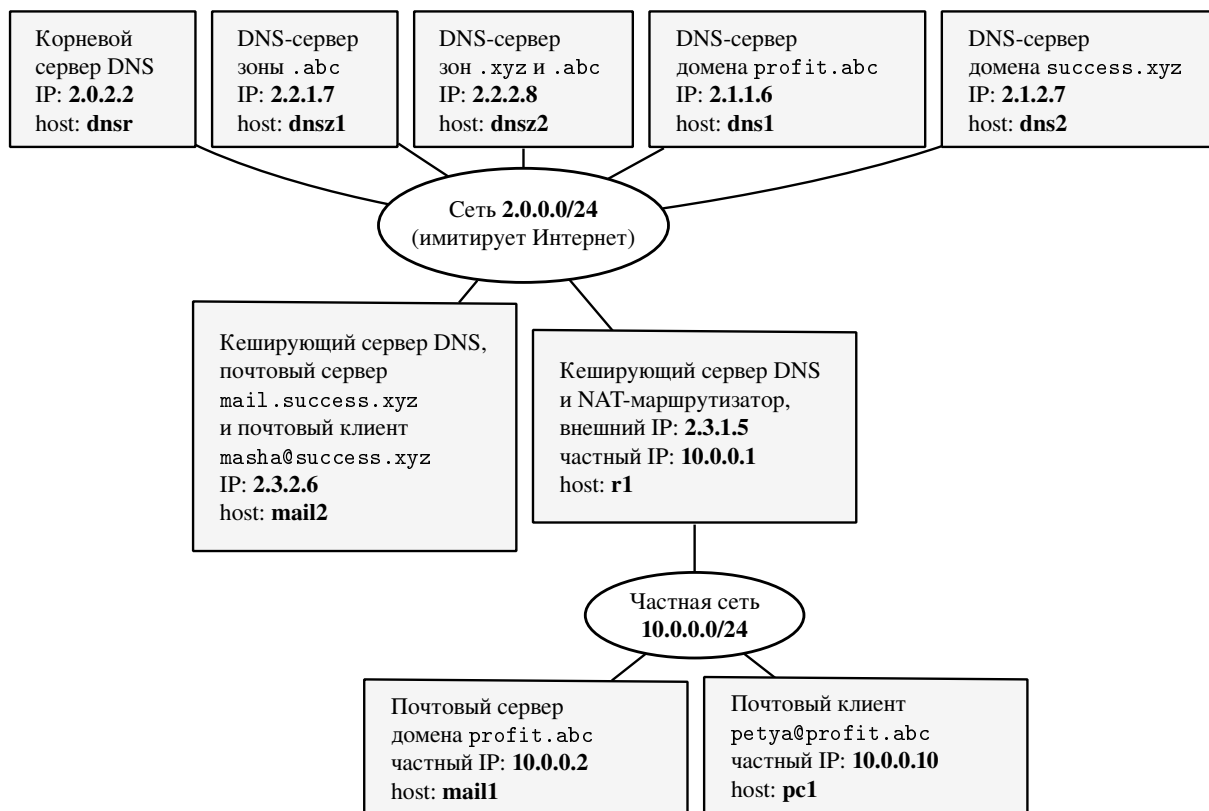 Корневой
сервер DNS
IP: 2.0.2.2
host: dnsr
DNS-сервер
зоны .abc
IP: 2.2.1.7
host: dnsz1
DNS-сервер
зон .xyz и .abc
IP: 2.2.2.8
host: dnsz2
DNS-сервер
домена profit.abc
IP: 2.1.1.6
host: dns1
DNS-сервер
домена success.xyz
IP: 2.1.2.7
host: dns2
Сеть 2.0.0.0/24
(имитирует Интернет)
Кеширующий сервер DNS,
почтовый сервер
mail.success.xyz
и почтовый клиент
masha@success.xyz
IP: 2.3.2.6
host: mail2
Кеширующий сервер DNS
и NAT-маршрутизатор,
внешний IP: 2.3.1.5
частный IP: 10.0.0.1
host: r1
Частная сеть
10.0.0.0/24
Почтовый сервер
домена profit.abc
частный IP: 10.0.0.2
host: mail1
Почтовый клиент
petya@profit.abc
частный IP: 10.0.0.10
host: pc1